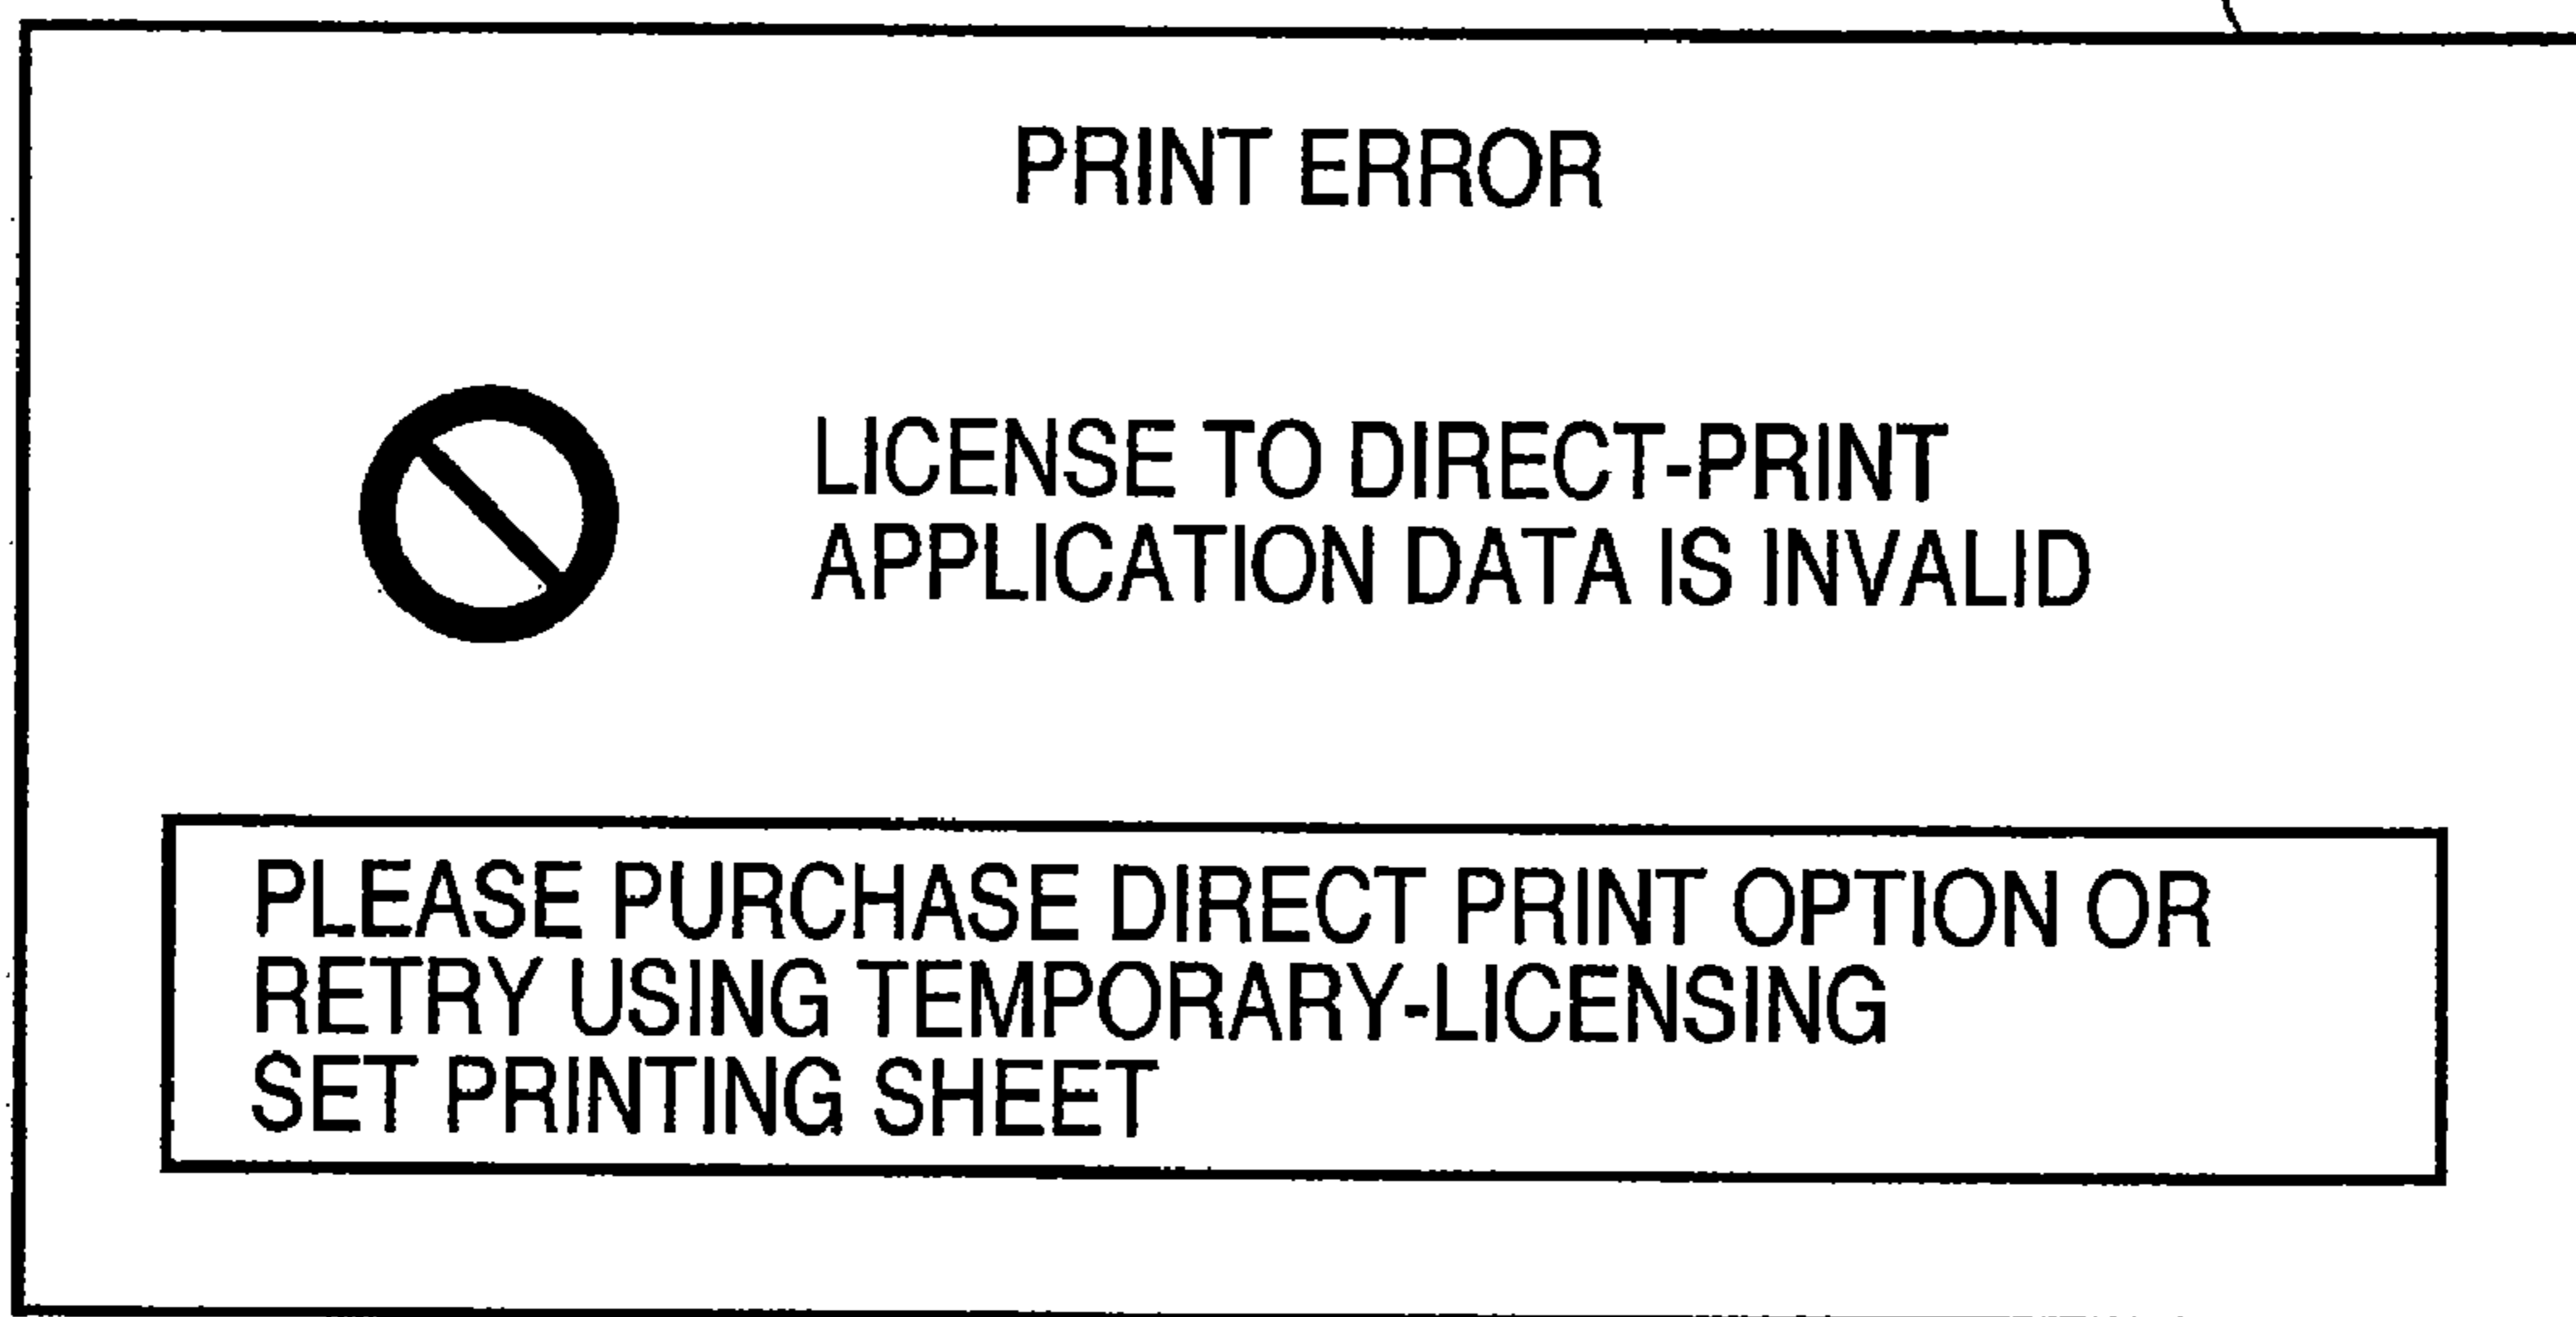 PRINT ERROR
LICENSE TO DIRECT-PRINT
APPLICATION DATA IS INVALID
PLEASE PURCHASE DIRECT PRINT OPTION OR
RETRY USING TEMPORARY-LICENSING
SET PRINTING SHEET